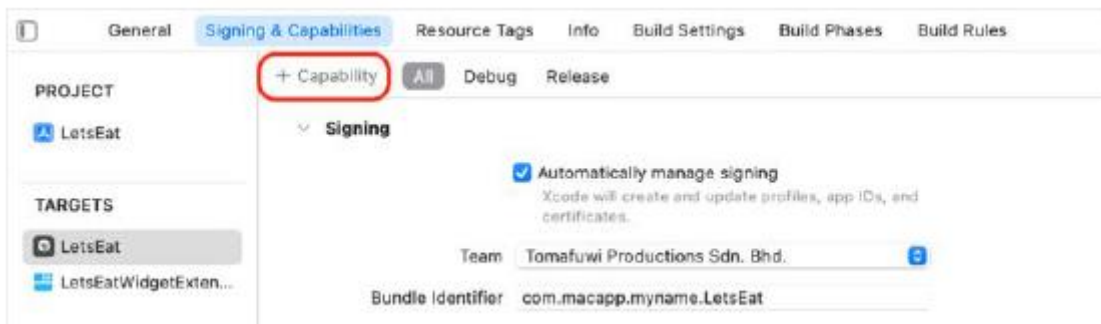 General Signing & Capabilities Resource Tags Info Build Settings Build Phases Build Rules
PROJECT
LetsEat
TARGETS
LetsEat
LetsEatWidgetExten...
+ Capability All Debug Release
Signing
Automatically manage signing
Xcode will create and update profiles, app IDs, and
certificates.
Team Tomafuwi Productions Sdn. Bhd.
Bundle Identifier com.macapp.myname.LetsEat